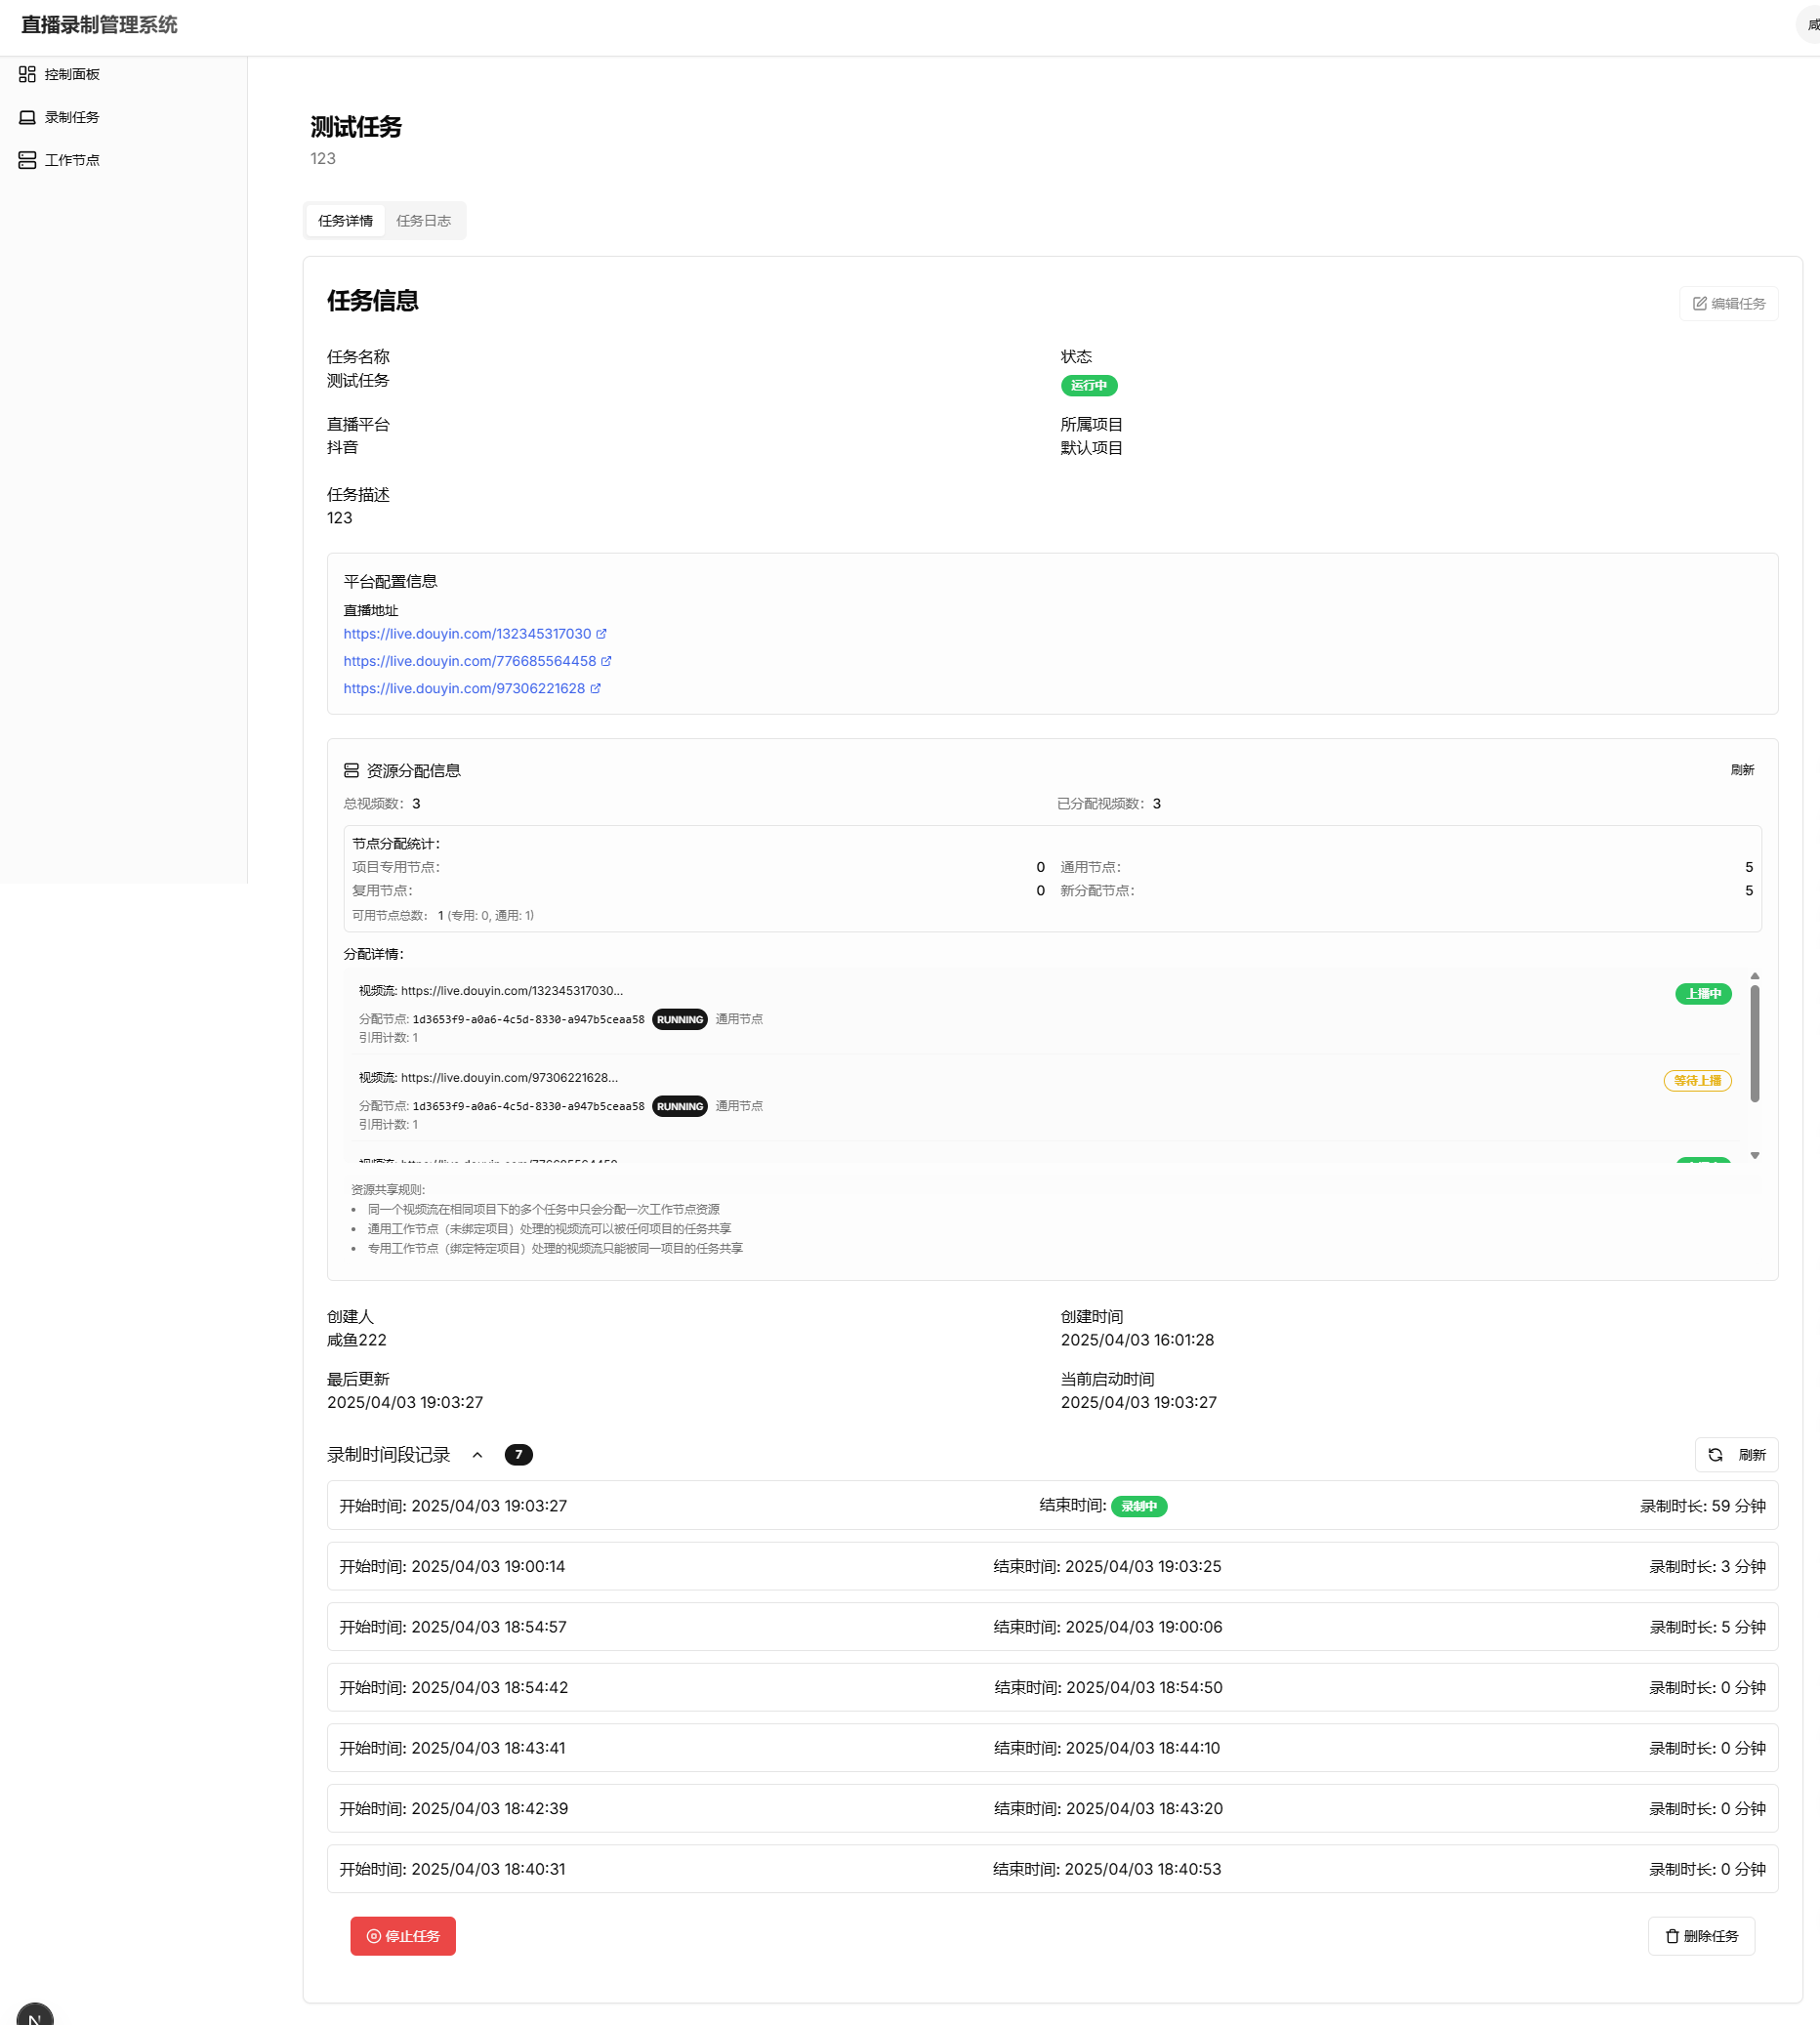 直播录制管理系统
咸
控制面板
录制任务
工作节点
测试任务
123
任务详情 任务日志
任务信息
编辑任务
任务名称 状态
测试任务 运行中
直播平台 所属项目
抖音 默认项目
任务描述
123
平台配置信息
直播地址
https://live.douyin.com/132345317030
https://live.douyin.com/776685564458
https://live.douyin.com/97306221628
资源分配信息 刷新
总视频数: 3 已分配视频数: 3
节点分配统计:
项目专用节点: 0 通用节点: 5
复用节点: 0 新分配节点: 5
可用节点总数: 1 (专用: 0, 通用: 1)
分配详情:
视频流: https://live.douyin.com/132345317030... 上播中
分配节点: 1d3653f9-a0a6-4c5d-8330-a947b5ceaa58 RUNNING 通用节点
引用计数: 1
视频流: https://live.douyin.com/97306221628... 等待上播
分配节点: 1d3653f9-a0a6-4c5d-8330-a947b5ceaa58 RUNNING 通用节点
引用计数: 1
视频流: https://live.douyin.com/776685564458...
资源共享规则:
• 同一个视频流在相同项目下的多个任务中只会分配一次工作节点资源
• 通用工作节点（未绑定项目）处理的视频流可以被任何项目的任务共享
• 专用工作节点（绑定特定项目）处理的视频流只能被同一项目的任务共享
创建人 创建时间
咸鱼222 2025/04/03 16:01:28
最后更新 当前启动时间
2025/04/03 19:03:27 2025/04/03 19:03:27
录制时间段记录 7 刷新
开始时间: 2025/04/03 19:03:27 结束时间: 录制中 录制时长: 59 分钟
开始时间: 2025/04/03 19:00:14 结束时间: 2025/04/03 19:03:25 录制时长: 3 分钟
开始时间: 2025/04/03 18:54:57 结束时间: 2025/04/03 19:00:06 录制时长: 5 分钟
开始时间: 2025/04/03 18:54:42 结束时间: 2025/04/03 18:54:50 录制时长: 0 分钟
开始时间: 2025/04/03 18:43:41 结束时间: 2025/04/03 18:44:10 录制时长: 0 分钟
开始时间: 2025/04/03 18:42:39 结束时间: 2025/04/03 18:43:20 录制时长: 0 分钟
开始时间: 2025/04/03 18:40:31 结束时间: 2025/04/03 18:40:53 录制时长: 0 分钟
停止任务 删除任务
N